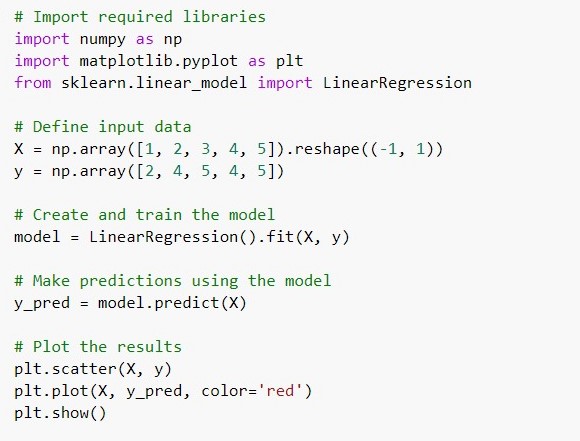 # Import required libraries
import numpy as np
import matplotlib.pyplot as plt
from sklearn.linear_model import LinearRegression
# Define input data
X = np.array([1, 2, 3, 4, 5]).reshape((-1, 1))
y = np.array([2, 4, 5, 4, 5])
# Create and train the model
model = LinearRegression().fit(X, y)
# Make predictions using the model
y_pred = model.predict(X)
# Plot the results
plt.scatter(X, y)
plt.plot(X, y_pred, color='red')
plt.show()